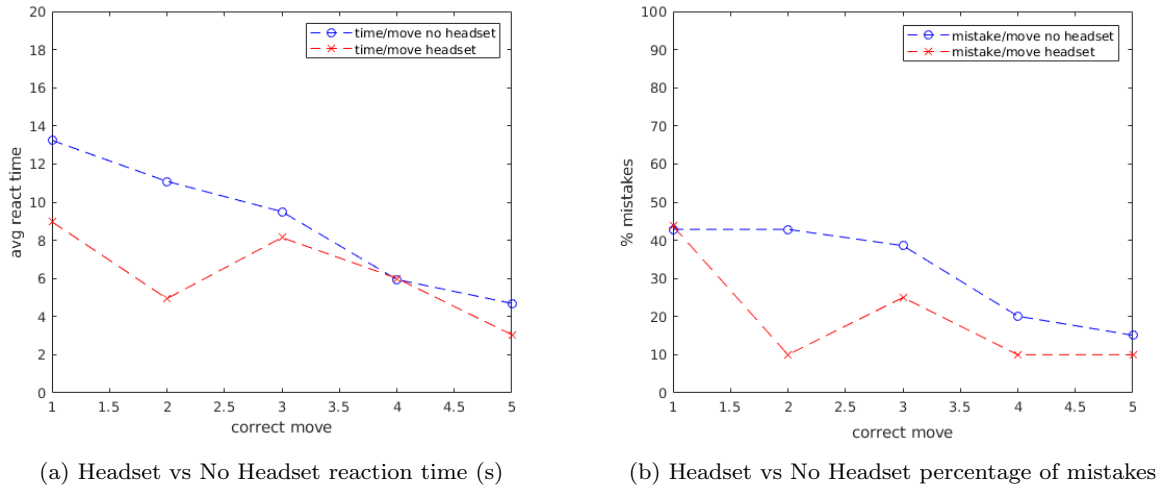 20
18
16
14
12
10
8
6
4
2
0
avg react time
time/move no headset
time/move headset
1 1.5 2 2.5 3 3.5 4 4.5 5
correct move
(a) Headset vs No Headset reaction time (s)
100
90
80
70
60
50
40
30
20
10
0
% mistakes
mistake/move no headset
mistake/move headset
1 1.5 2 2.5 3 3.5 4 4.5 5
correct move
(b) Headset vs No Headset percentage of mistakes